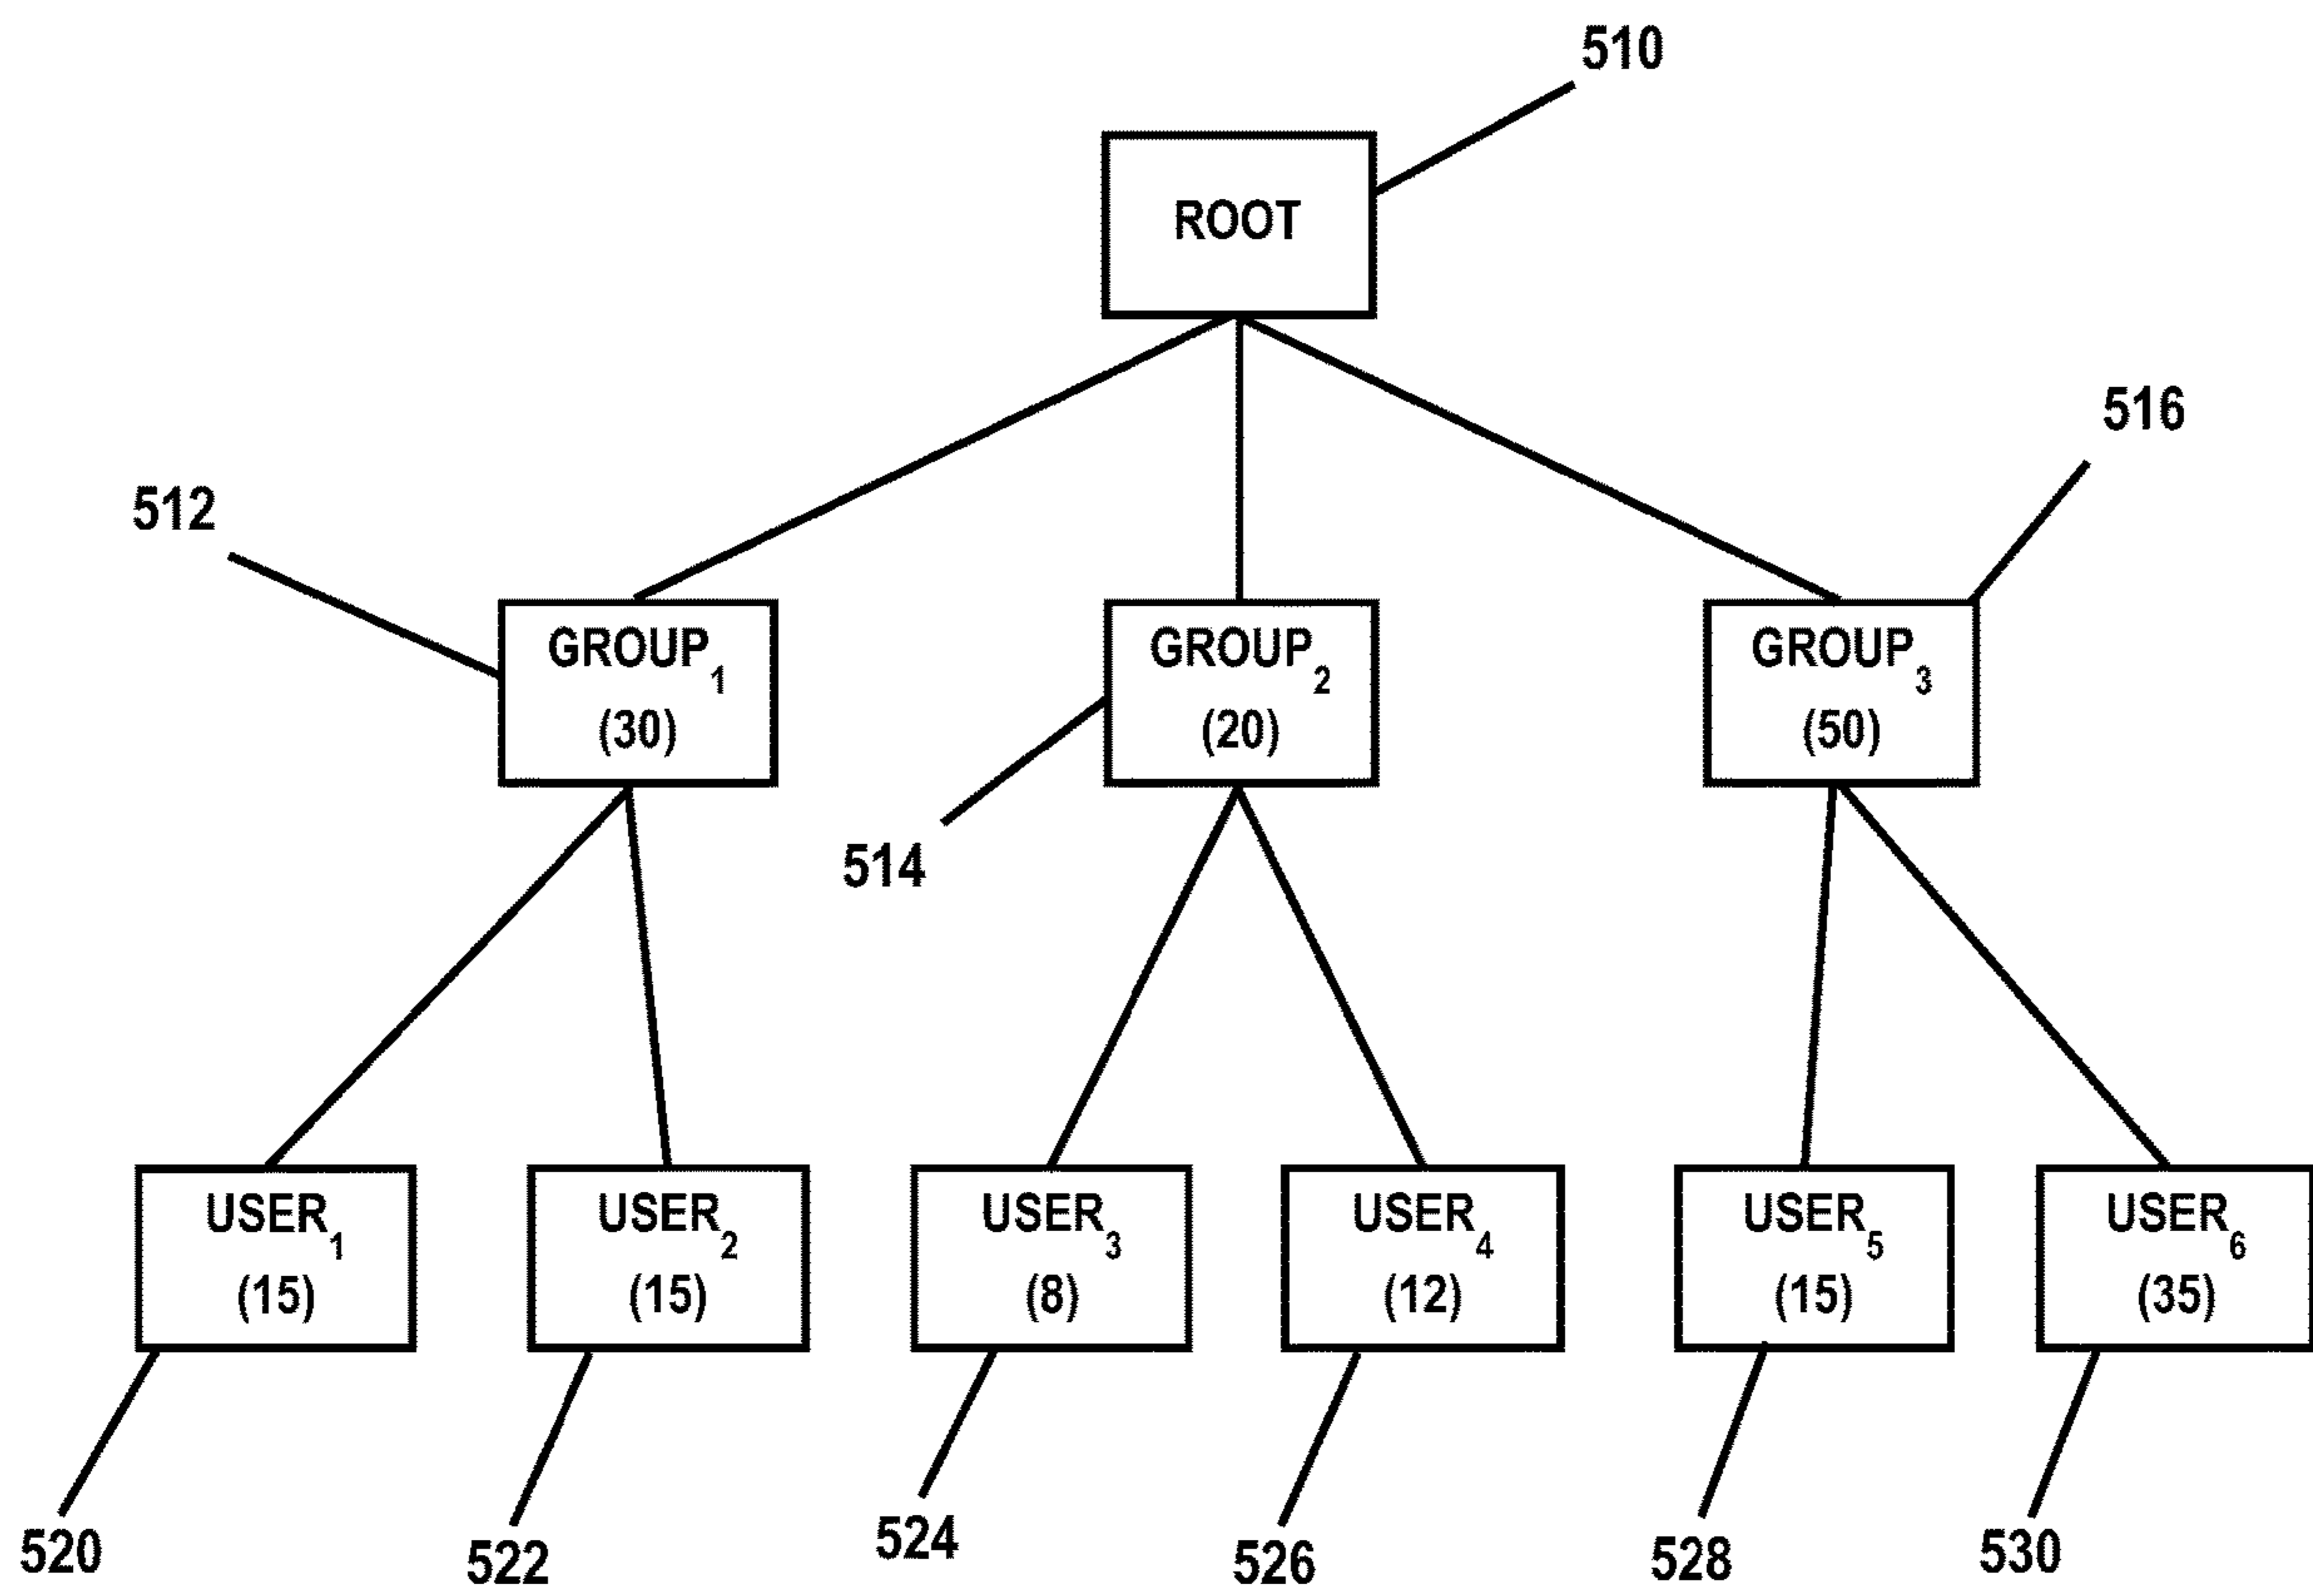 510
ROOT
516
512
GROUP1
(30)
GROUP2
(20)
GROUP3
(50)
514
USER1
(15)
USER2
(15)
USER3
(8)
USER4
(12)
USER5
(15)
USER6
(35)
520
522
524
526
528
530